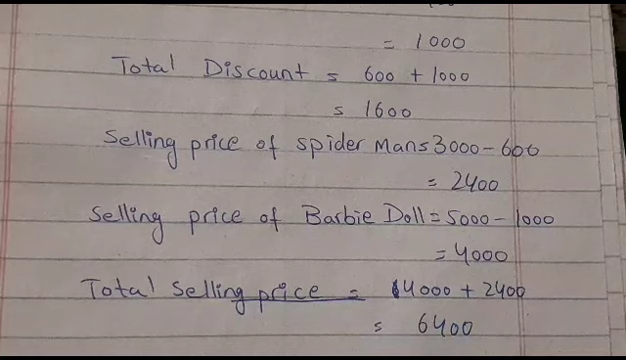 = 1000
Total Discount = 600 + 1000
= 1600
Selling price of spider Man = 3000 - 600
= 2400
Selling price of Barbie Doll = 5000 - 1000
= 4000
Total selling price = 4000 + 2400
= 6400